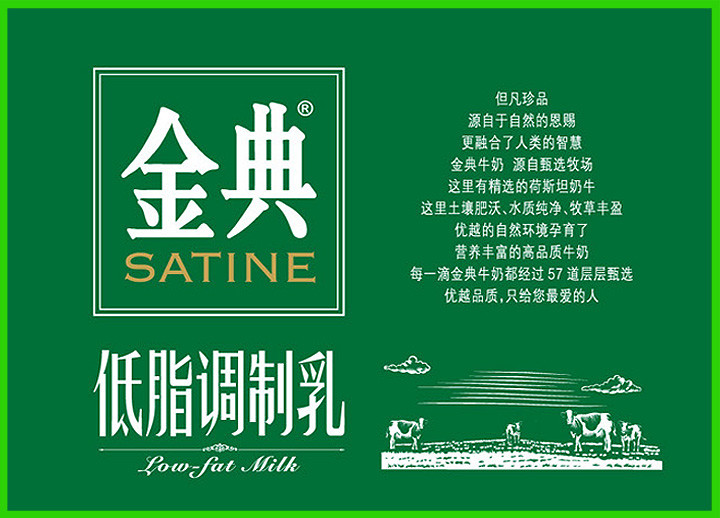 金典®
SATINE
低脂调制乳
Low-fat Milk
但凡珍品
源自于自然的恩赐
更融合了人类的智慧
金典牛奶 源自甄选牧场
这里有精选的荷斯坦奶牛
这里土壤肥沃、水质纯净、牧草丰盈
优越的自然环境孕育了
营养丰富的高品质牛奶
每一滴金典牛奶都经过 57 道层层甄选
优越品质,只给您最爱的人